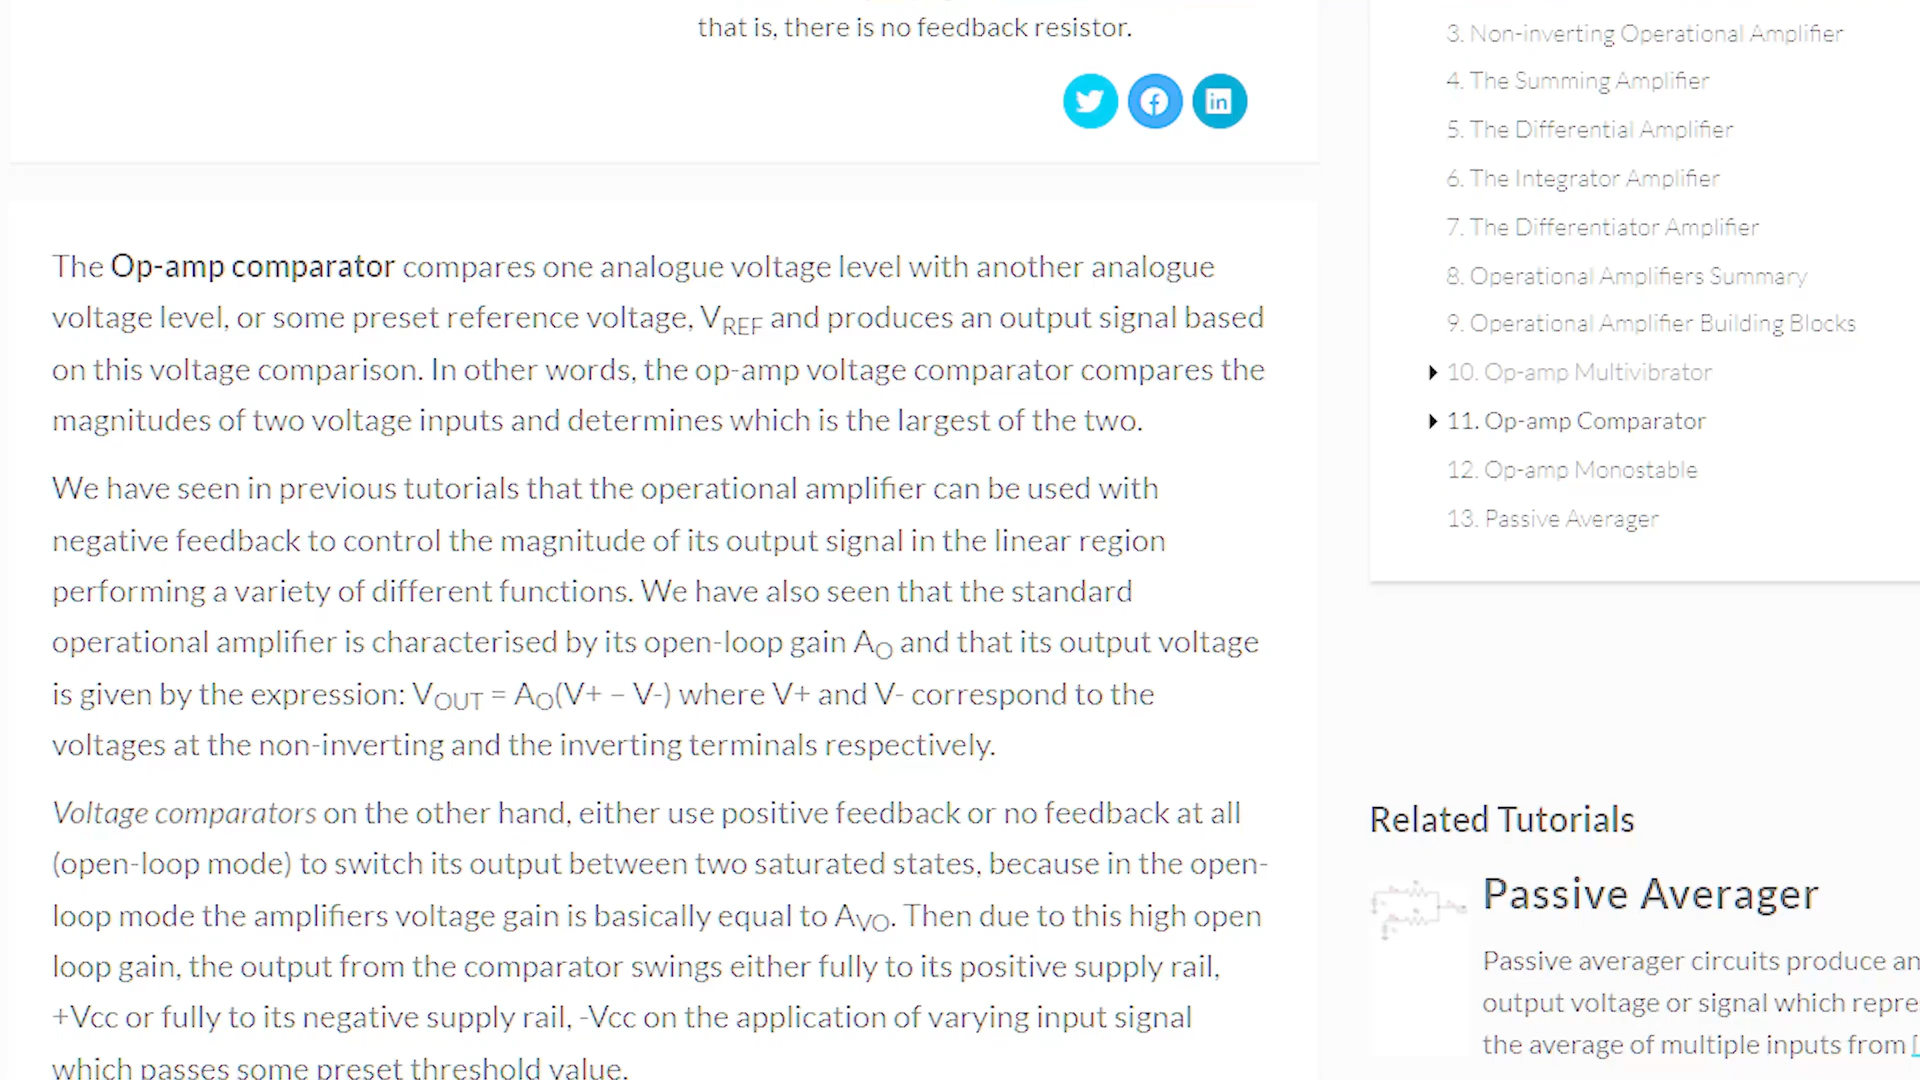 that is, there is no feedback resistor.
The Op-amp comparator compares one analogue voltage level with another analogue
voltage level, or some preset reference voltage, VREF and produces an output signal based
on this voltage comparison. In other words, the op-amp voltage comparator compares the
magnitudes of two voltage inputs and determines which is the largest of the two.
We have seen in previous tutorials that the operational amplifier can be used with
negative feedback to control the magnitude of its output signal in the linear region
performing a variety of different functions. We have also seen that the standard
operational amplifier is characterised by its open-loop gain AO and that its output voltage
is given by the expression: VOUT = AO(V+ – V-) where V+ and V- correspond to the
voltages at the non-inverting and the inverting terminals respectively.
Voltage comparators on the other hand, either use positive feedback or no feedback at all
(open-loop mode) to switch its output between two saturated states, because in the open-
loop mode the amplifiers voltage gain is basically equal to AVO. Then due to this high open
loop gain, the output from the comparator swings either fully to its positive supply rail,
+Vcc or fully to its negative supply rail, -Vcc on the application of varying input signal
which passes some preset threshold value.
3. Non-inverting Operational Amplifier
4. The Summing Amplifier
5. The Differential Amplifier
6. The Integrator Amplifier
7. The Differentiator Amplifier
8. Operational Amplifiers Summary
9. Operational Amplifier Building Blocks
10. Op-amp Multivibrator
11. Op-amp Comparator
12. Op-amp Monostable
13. Passive Averager
Related Tutorials
Passive Averager
Passive averager circuits produce an
output voltage or signal which repre
the average of multiple inputs from [